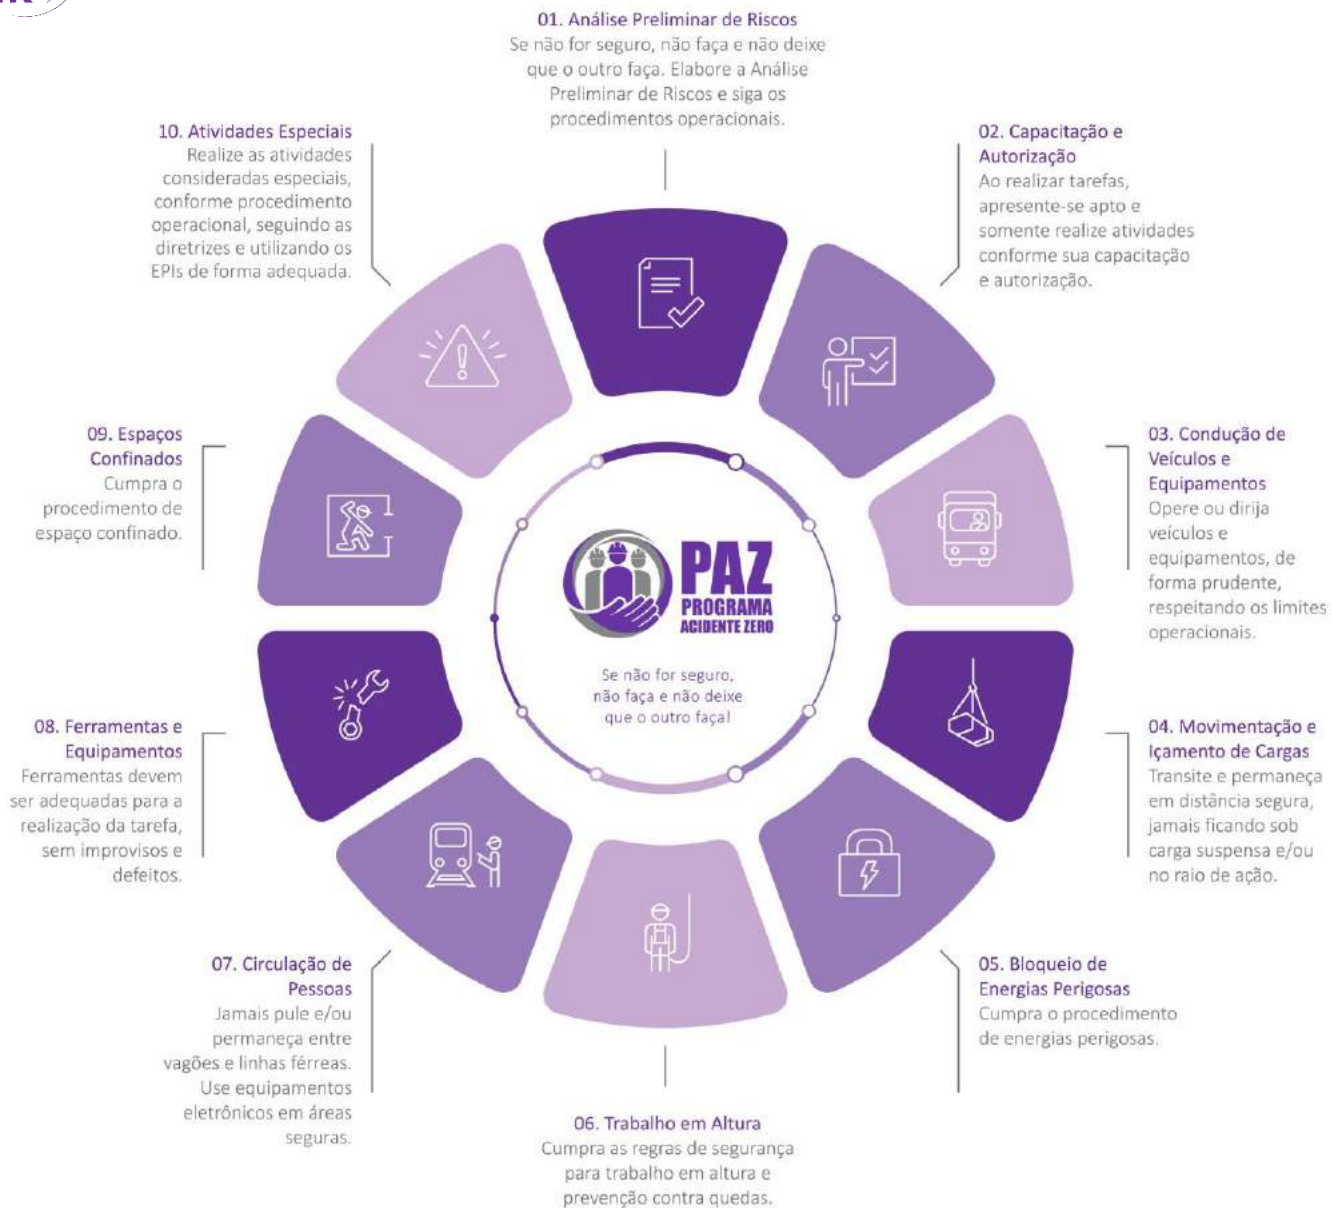 01. Análise Preliminar de Riscos
Se não for seguro, não faça e não deixe
que o outro faça. Elabore a Análise
Preliminar de Riscos e siga os
procedimentos operacionais.
02. Capacitação e
Autorização
Ao realizar tarefas,
apresente-se apto e
somente realize atividades
conforme sua capacitação
e autorização.
03. Condução de
Veículos e
Equipamentos
Opere ou dirija
veículos e
equipamentos, de
forma prudente,
respeitando os limites
operacionais.
04. Movimentação e
Içamento de Cargas
Transite e permaneça
em distância segura,
jamais ficando sob
carga suspensa e/ou
no raio de ação.
05. Bloqueio de
Energias Perigosas
Cumpra o procedimento
de energias perigosas.
06. Trabalho em Altura
Cumpra as regras de segurança
para trabalho em altura e
prevenção contra quedas.
07. Circulação de
Pessoas
Jamais pule e/ou
permaneça entre
vagões e linhas férreas.
Use equipamentos
eletrônicos em áreas
seguras.
08. Ferramentas e
Equipamentos
Ferramentas devem
ser adequadas para a
realização da tarefa,
sem improvisos e
defeitos.
09. Espaços
Confinados
Cumpra o
procedimento de
espaço confinado.
10. Atividades Especiais
Realize as atividades
consideradas especiais,
conforme procedimento
operacional, seguindo as
diretrizes e utilizando os
EPIs de forma adequada.
PAZ
PROGRAMA
ACIDENTE ZERO
Se não for seguro,
não faça e não deixe
que o outro faça!